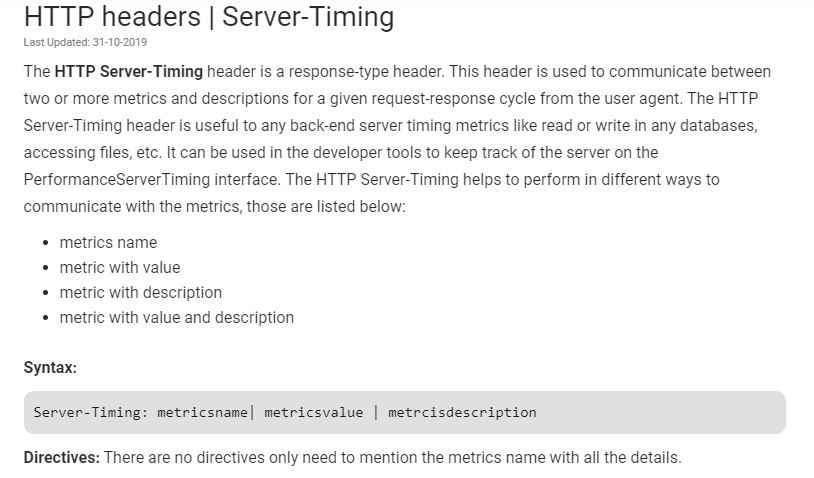 HTTP headers | Server-Timing
Last Updated: 31-10-2019
The HTTP Server-Timing header is a response-type header. This header is used to communicate between
two or more metrics and descriptions for a given request-response cycle from the user agent. The HTTP
Server-Timing header is useful to any back-end server timing metrics like read or write in any databases,
accessing files, etc. It can be used in the developer tools to keep track of the server on the
PerformanceServerTiming interface. The HTTP Server-Timing helps to perform in different ways to
communicate with the metrics, those are listed below:
• metrics name
• metric with value
• metric with description
• metric with value and description
Syntax:
Server-Timing: metricsname| metricsvalue | metrcisdescription
Directives: There are no directives only need to mention the metrics name with all the details.